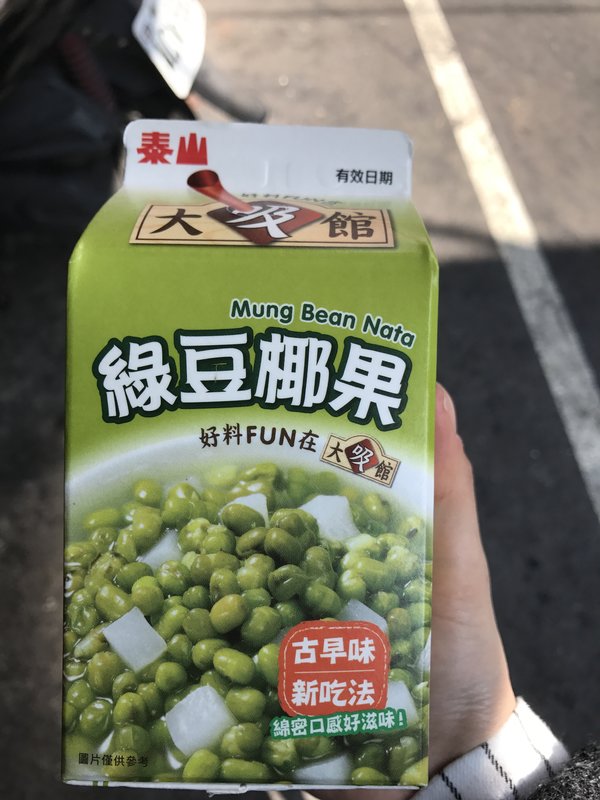 泰山
有效日期
大吸館
Mung Bean Nata
綠豆椰果
好料FUN在
大吸館
古早味
新吃法
綿密口感好滋味!
圖片僅供參考